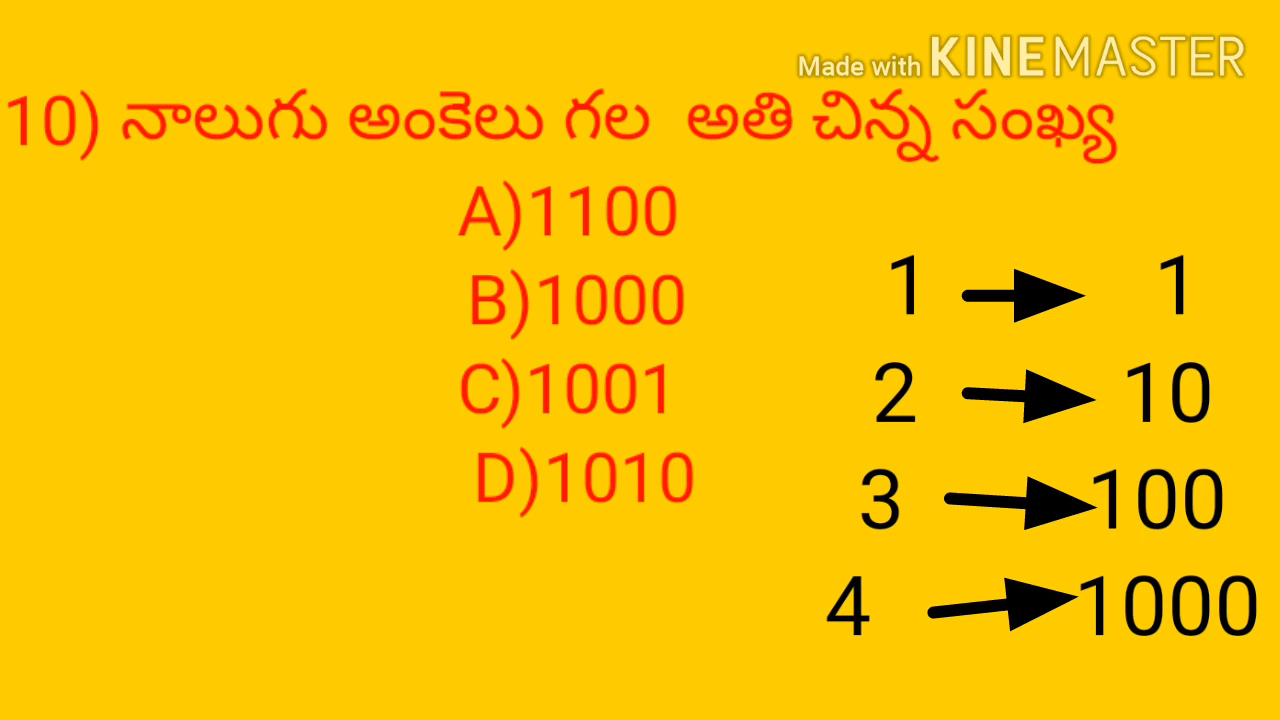 Made with KINEMASTER
10) నాలుగు అంకెలు గల అతి చిన్న సంఖ్య
A)1100
B)1000
C)1001
D)1010
1 → 1
2 → 10
3 → 100
4 → 1000